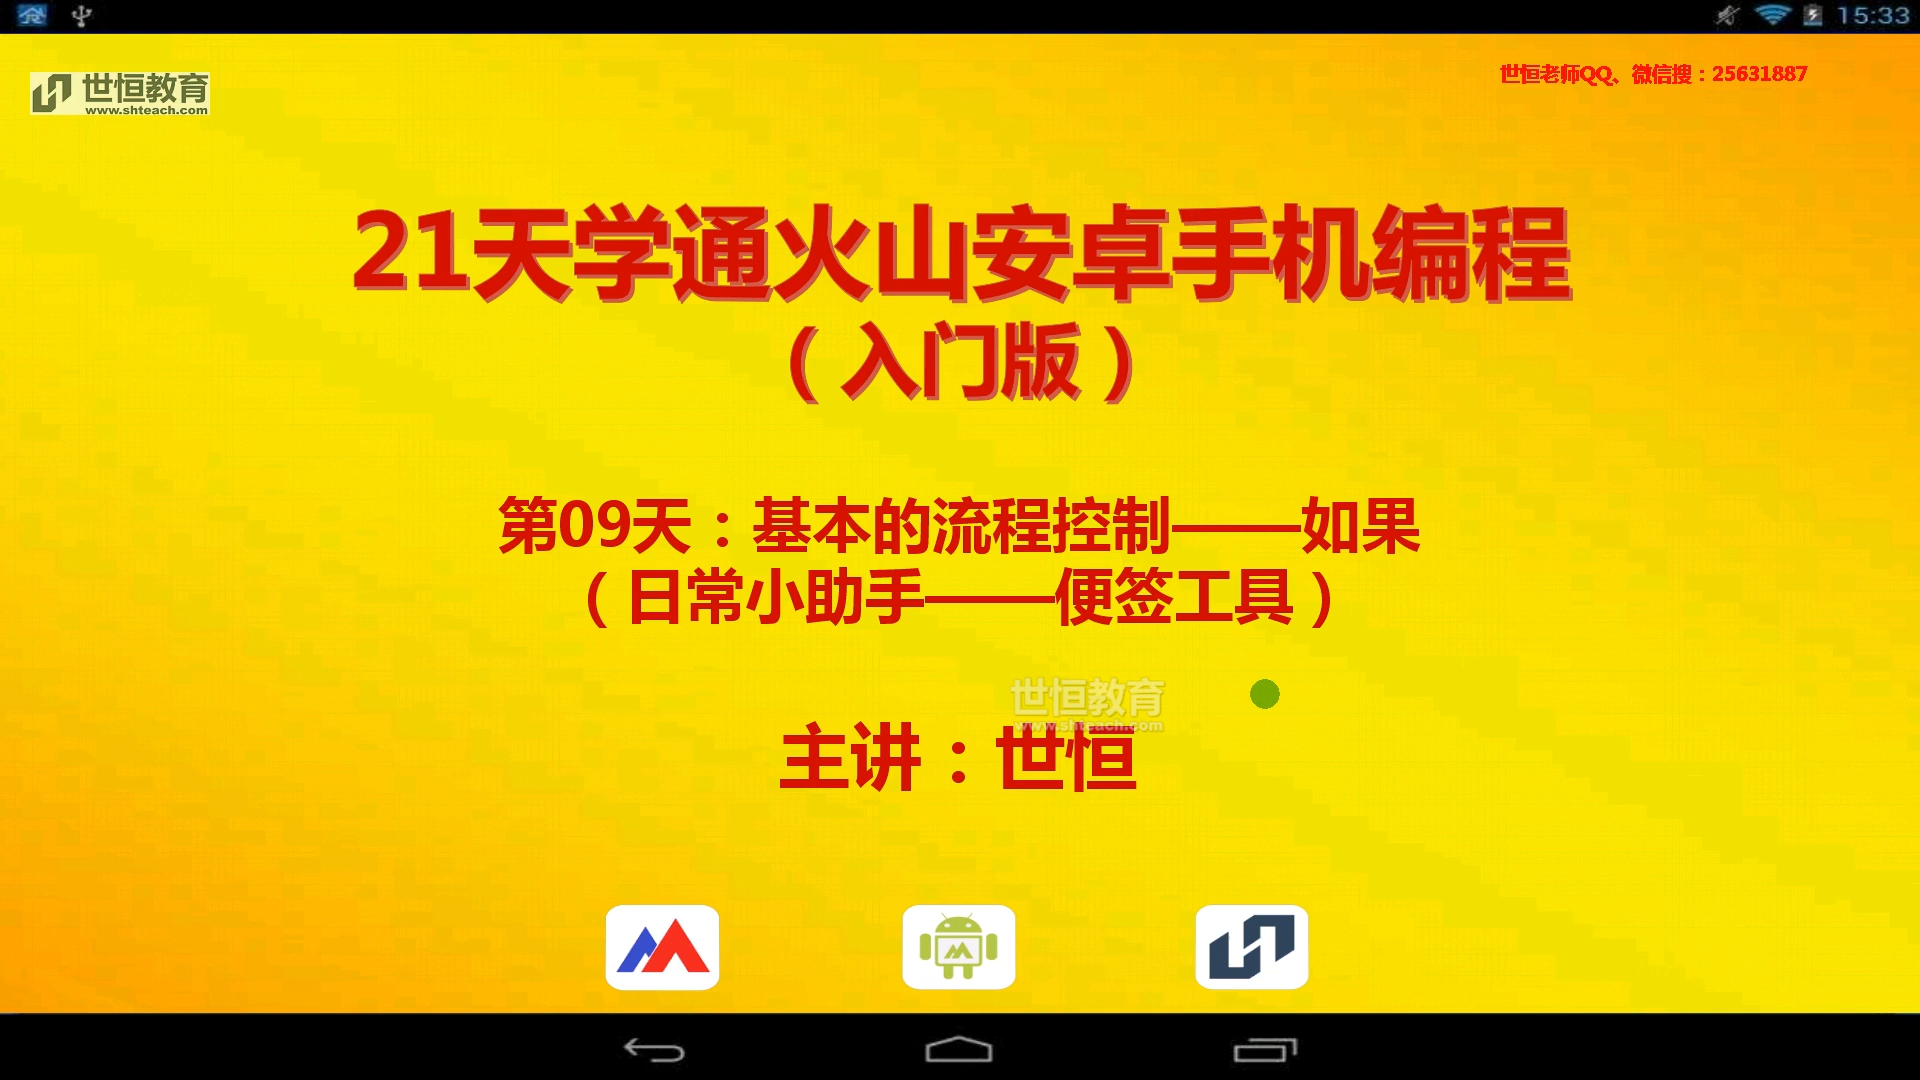 15:33
世恒教育
www.shteach.com
世恒老师QQ、微信搜：25631887
21天学通火山安卓手机编程
（入门版）
第09天：基本的流程控制——如果
（日常小助手——便签工具）
世恒教育
www.shteach.com
主讲：世恒